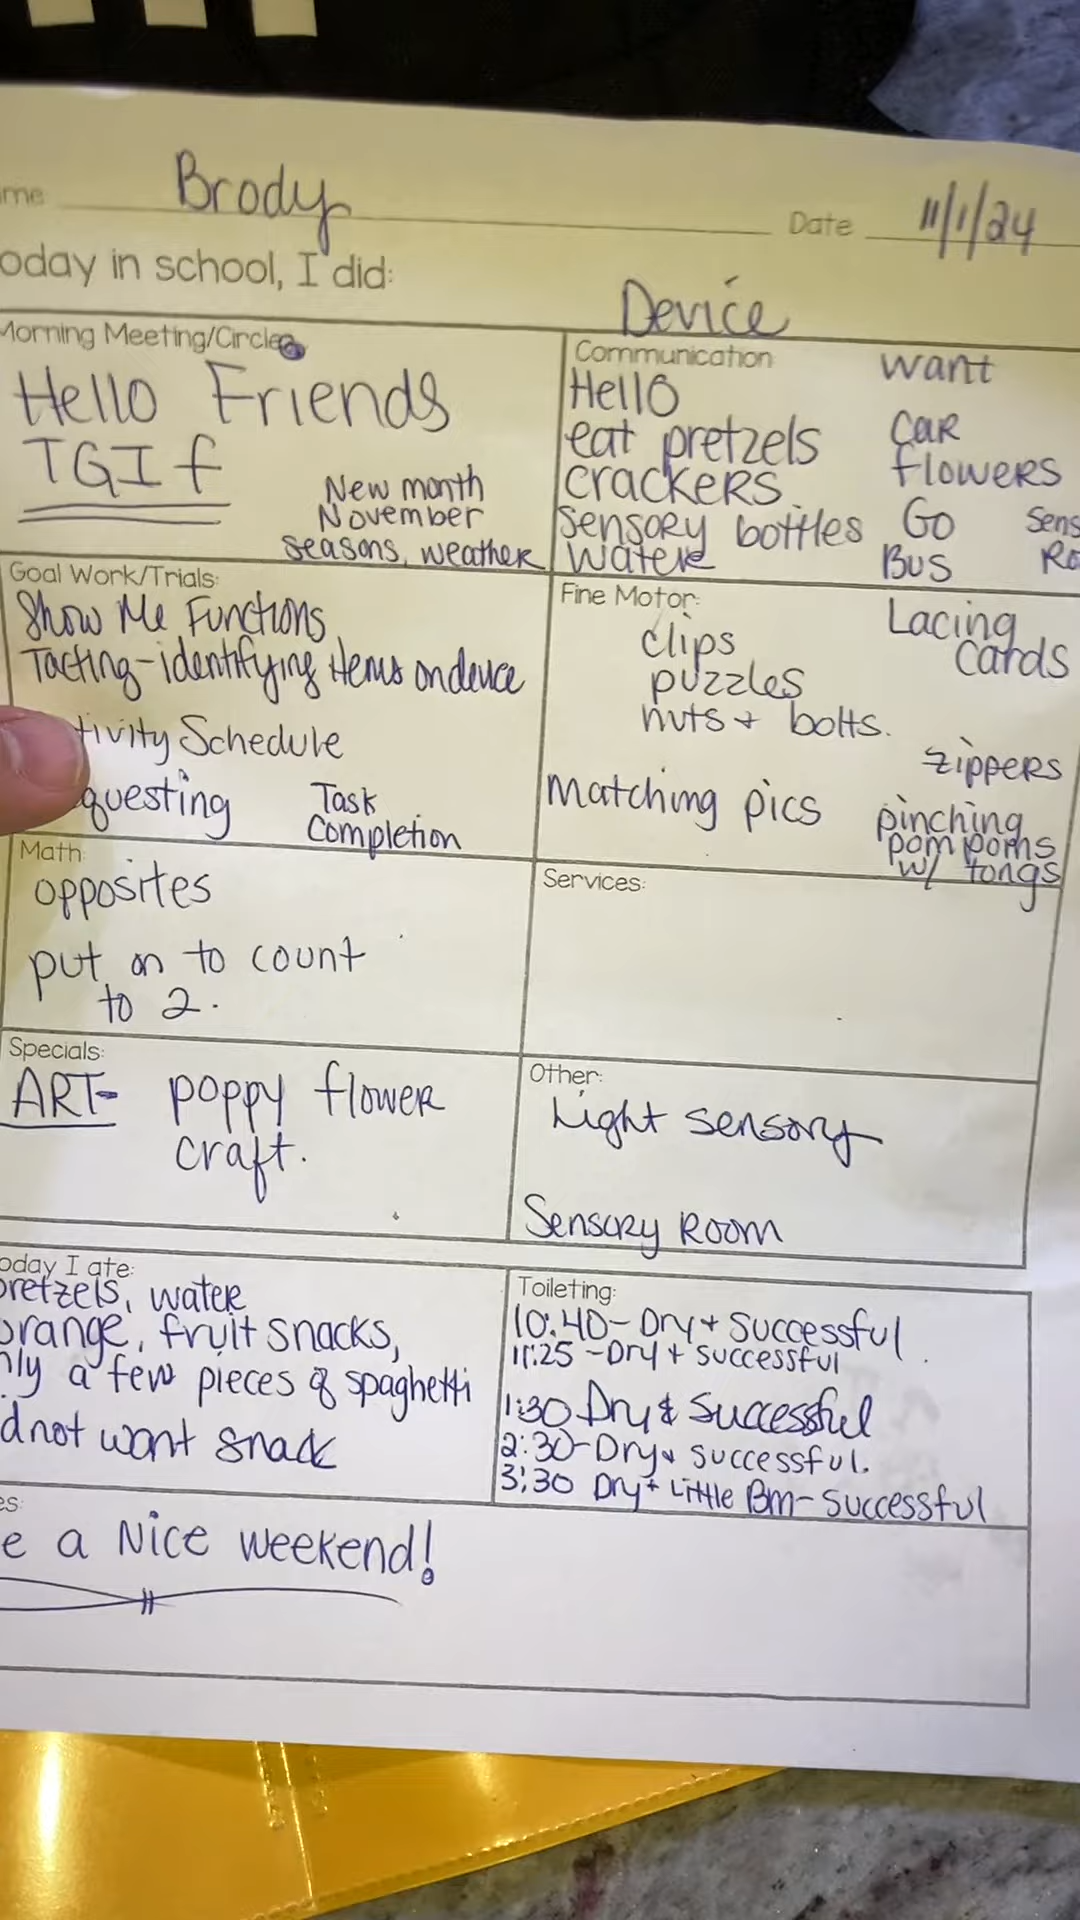 me Brody Date 11/1/24
oday in school, I did:
Device
Morning Meeting/Circle
Hello Friends
TGIf
New month
November
seasons, weather
Communication
Hello
eat pretzels
crackers
sensory bottles
water
want
car
flowers
Go
Bus
Sens
Ro
Goal Work/Trials:
Show Me Functions
Tacting-identifying items on device
tivity Schedule
questing
Task
Completion
Fine Motor:
clips
puzzles
nuts + bolts.
Matching pics
Lacing
Cards
zippers
pinching
pom poms
w/ tongs
Math:
opposites
put on to count
to 2.
Services:
Specials:
ART- poppy flower
craft.
Other:
Light sensory
Sensory Room
oday I ate:
pretzels, water
orange, fruit snacks,
nly a few pieces of spaghetti
d not want snack
Toileting:
10:40- Dry + Successful
11:25 -Dry + successful
1:30 Dry & Successful
2:30- Dry + successful.
3:30 Dry + Little Bm- successful
es:
e a Nice weekend!